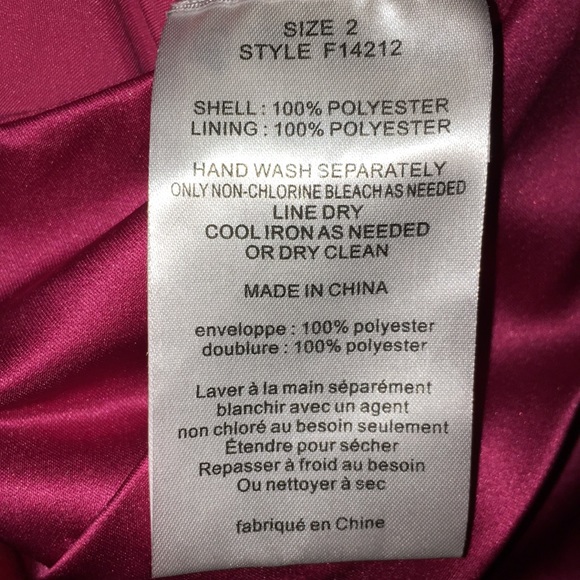 SIZE 2
STYLE F14212
SHELL : 100% POLYESTER
LINING : 100% POLYESTER
HAND WASH SEPARATELY
ONLY NON-CHLORINE BLEACH AS NEEDED
LINE DRY
COOL IRON AS NEEDED
OR DRY CLEAN
MADE IN CHINA
enveloppe : 100% polyester
doublure : 100% polyester
Laver à la main séparément
blanchir avec un agent
non chloré au besoin seulement
Étendre pour sécher
Repasser à froid au besoin
Ou nettoyer à sec
fabriqué en Chine